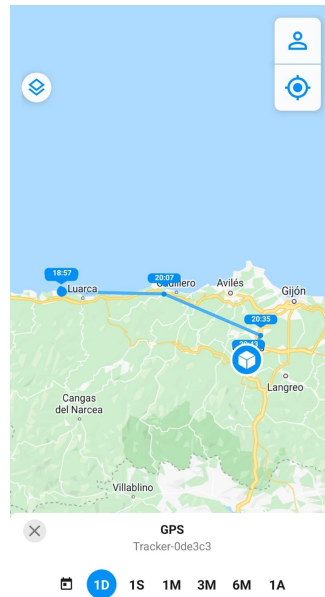 18:57
Luarca
20:07
Avilés
Gijón
20:35
Langreo
Cangas
del Narcea
Villablino
GPS
Tracker-0de3c3
1D
1S
1M
3M
6M
1A